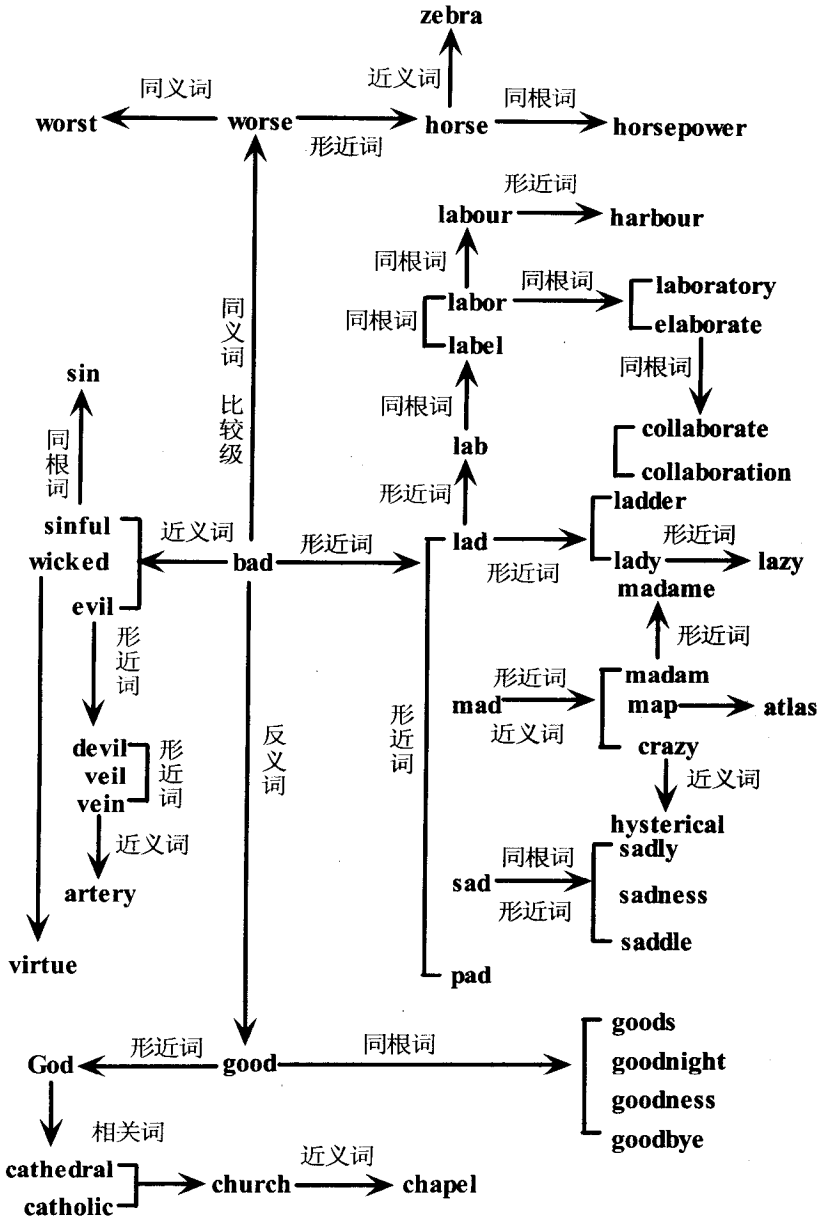 zebra
近义词
同义词
同根词
worst
worse
horse
horsepower
形近词
形近词
labour
harbour
同根词
同根词
laboratory
labor
同根词
elaborate
label
同义词 比较级
同根词
sin
同根词
collaborate
lab
collaboration
同根词
形近词
ladder
sinful
近义词
形近词
lad
形近词
wicked
bad
lady
lazy
形近词
madame
evil
形近词
形近词
madam
形近词
mad
map
atlas
近义词
形近词
反义词
crazy
devil
形近词
veil
近义词
vein
hysterical
近义词
sadly
同根词
sad
artery
sadness
形近词
saddle
virtue
pad
goods
形近词
同根词
God
good
goodnight
goodness
相关词
goodbye
cathedral
近义词
church
chapel
catholic